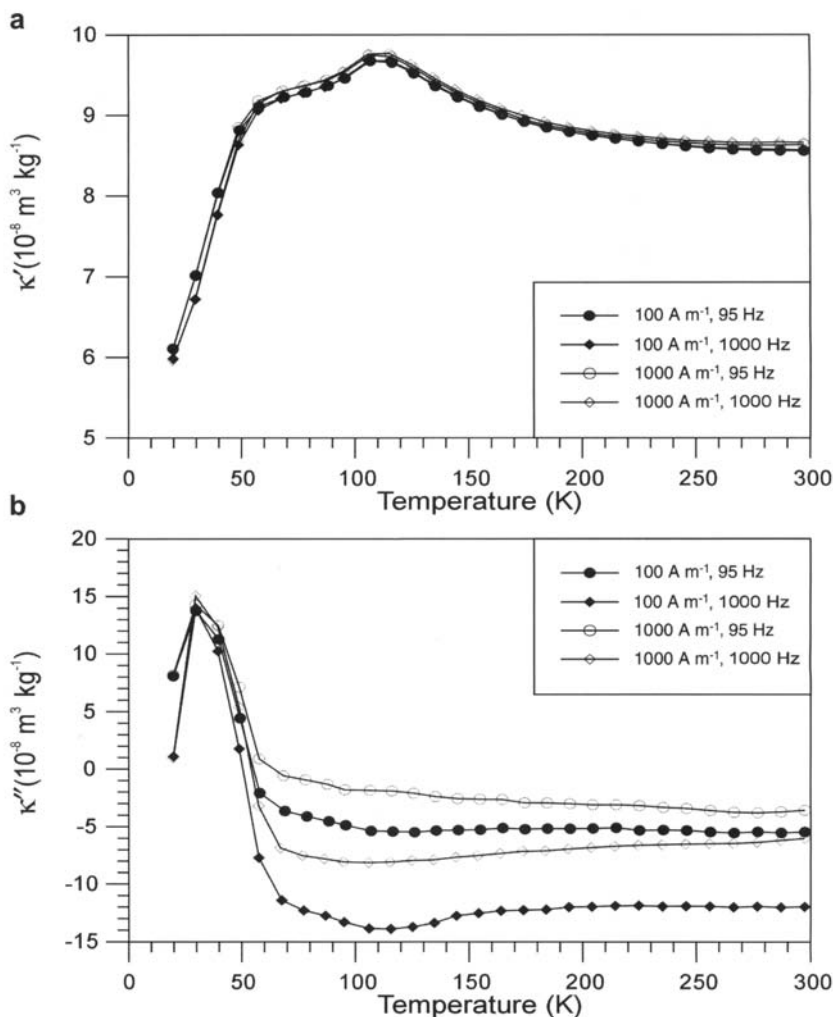 a
10
9
8
7
6
5
κ′(10⁻⁸ m³ kg⁻¹)
100 A m⁻¹, 95 Hz
100 A m⁻¹, 1000 Hz
1000 A m⁻¹, 95 Hz
1000 A m⁻¹, 1000 Hz
0 50 100 150 200 250 300
Temperature (K)
b
20
15
10
5
0
-5
-10
-15
κ″(10⁻⁸ m³ kg⁻¹)
100 A m⁻¹, 95 Hz
100 A m⁻¹, 1000 Hz
1000 A m⁻¹, 95 Hz
1000 A m⁻¹, 1000 Hz
0 50 100 150 200 250 300
Temperature (K)